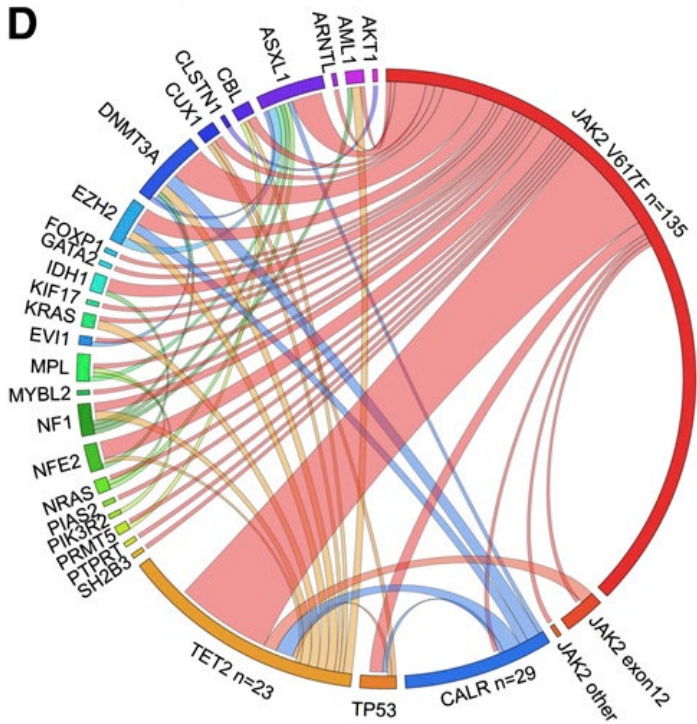 D
AKT1
AML1
ARNTL
ASXL1
CBL
CLSTN1
CUX1
DNMT3A
EZH2
FOXP1
GATA2
IDH1
KIF17
KRAS
EVI1
MPL
MYBL2
NF1
NFE2
NRAS
PIAS2
PIK3R2
PRMT5
PTPRT
SH2B3
TET2 n=23
TP53
CALR n=29
JAK2 other
JAK2 exon12
JAK2 V617F n=135